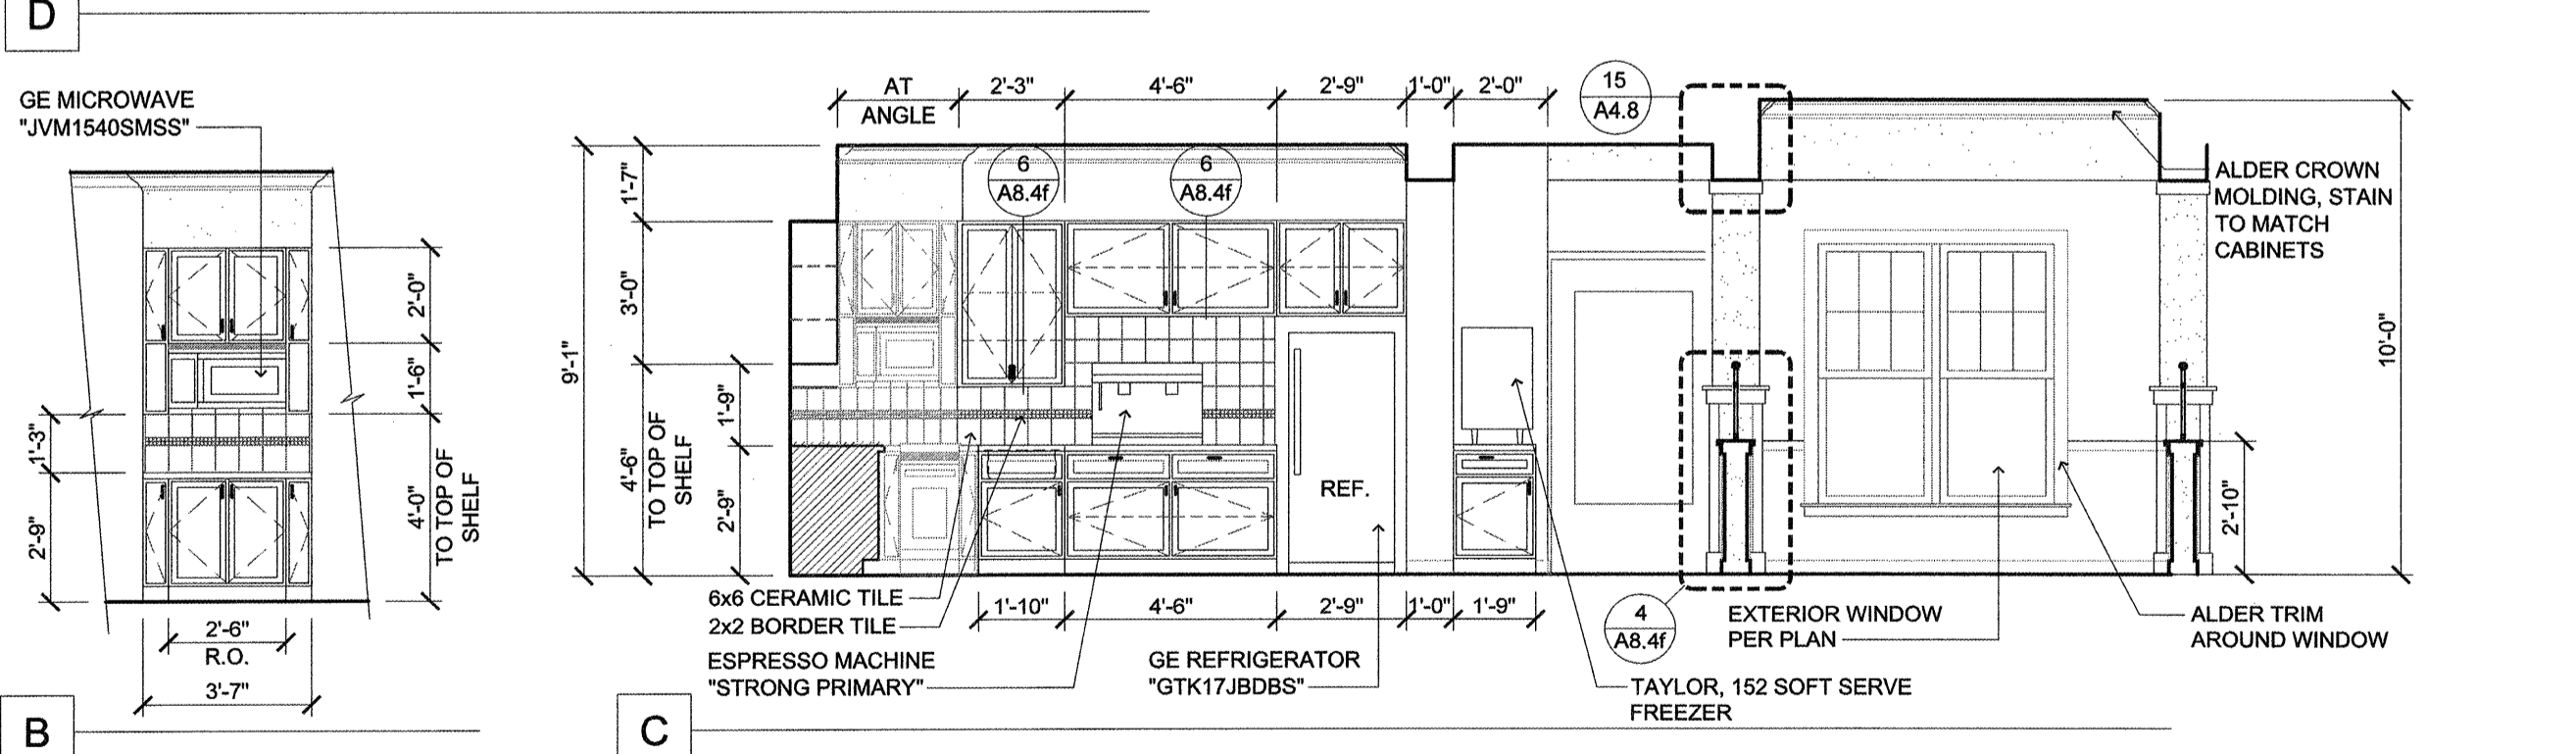 D
GE MICROWAVE
"JVM1540SMSS"
2'-0"
1'-6"
4'-0"
TO TOP OF
SHELF
1'-3"
2'-9"
2'-6"
R.O.
3'-7"
B
AT
ANGLE
2'-3"
4'-6"
2'-9"
1'-0"
2'-0"
15
A4.8
6
A8.4f
6
A8.4f
9'-1"
1'-7"
3'-0"
4'-6"
TO TOP OF
SHELF
1'-9"
2'-9"
REF.
ALDER CROWN
MOLDING, STAIN
TO MATCH
CABINETS
10'-0"
2'-10"
1'-10"
4'-6"
2'-9"
1'-0"
1'-9"
6x6 CERAMIC TILE
2x2 BORDER TILE
ESPRESSO MACHINE
"STRONG PRIMARY"
GE REFRIGERATOR
"GTK17JBDBS"
4
A8.4f
EXTERIOR WINDOW
PER PLAN
ALDER TRIM
AROUND WINDOW
TAYLOR, 152 SOFT SERVE
FREEZER
C